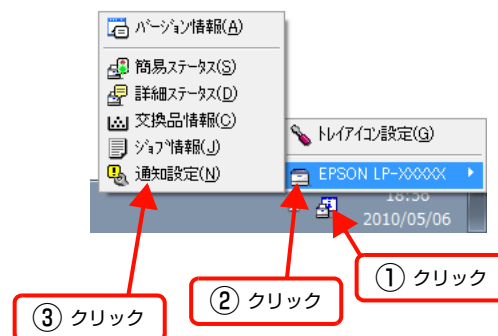 バージョン情報(A)
簡易ステータス(S)
詳細ステータス(D)
交換品情報(C)
ジョブ情報(J)
通知設定(N)
トレイアイコン設定(G)
EPSON LP-XXXXX
18:56
2010/05/06
① クリック
② クリック
③ クリック